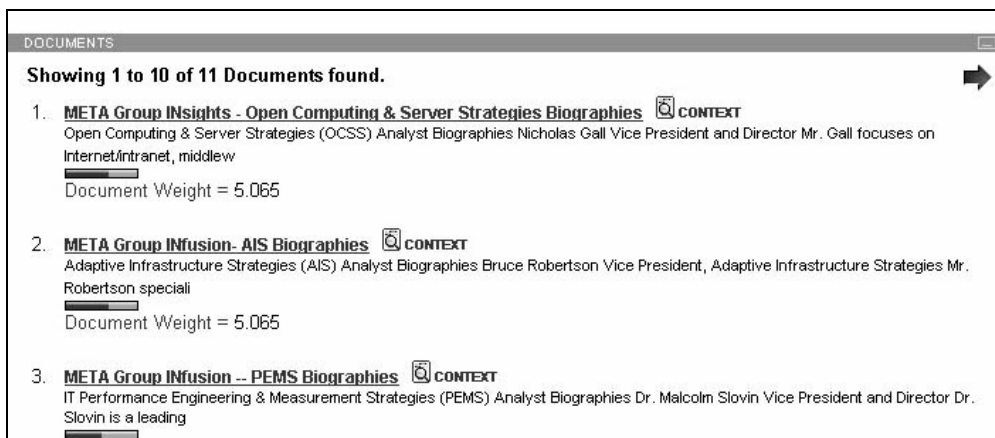 DOCUMENTS
Showing 1 to 10 of 11 Documents found.
1. META Group INsights - Open Computing & Server Strategies Biographies CONTEXT
Open Computing & Server Strategies (OCSS) Analyst Biographies Nicholas Gall Vice President and Director Mr. Gall focuses on
Internet/intranet, middlew
Document Weight = 5.065
2. META Group INfusion- AIS Biographies CONTEXT
Adaptive Infrastructure Strategies (AIS) Analyst Biographies Bruce Robertson Vice President, Adaptive Infrastructure Strategies Mr.
Robertson speciali
Document Weight = 5.065
3. META Group INfusion -- PEMS Biographies CONTEXT
IT Performance Engineering & Measurement Strategies (PEMS) Analyst Biographies Dr. Malcolm Slovin Vice President and Director Dr.
Slovin is a leading